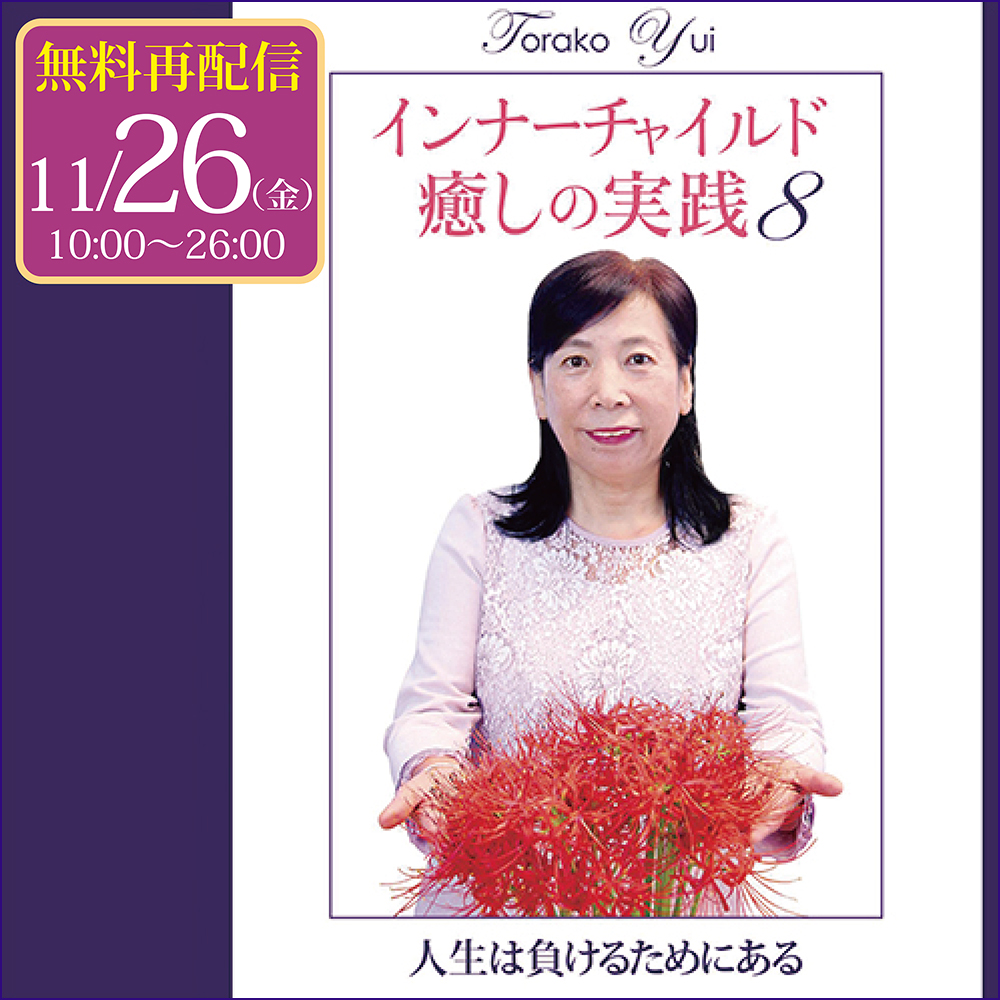 無料再配信
11/26(金)
10:00～26:00
Torako Yui
インナーチャイルド
癒しの実践8
人生は負けるためにある